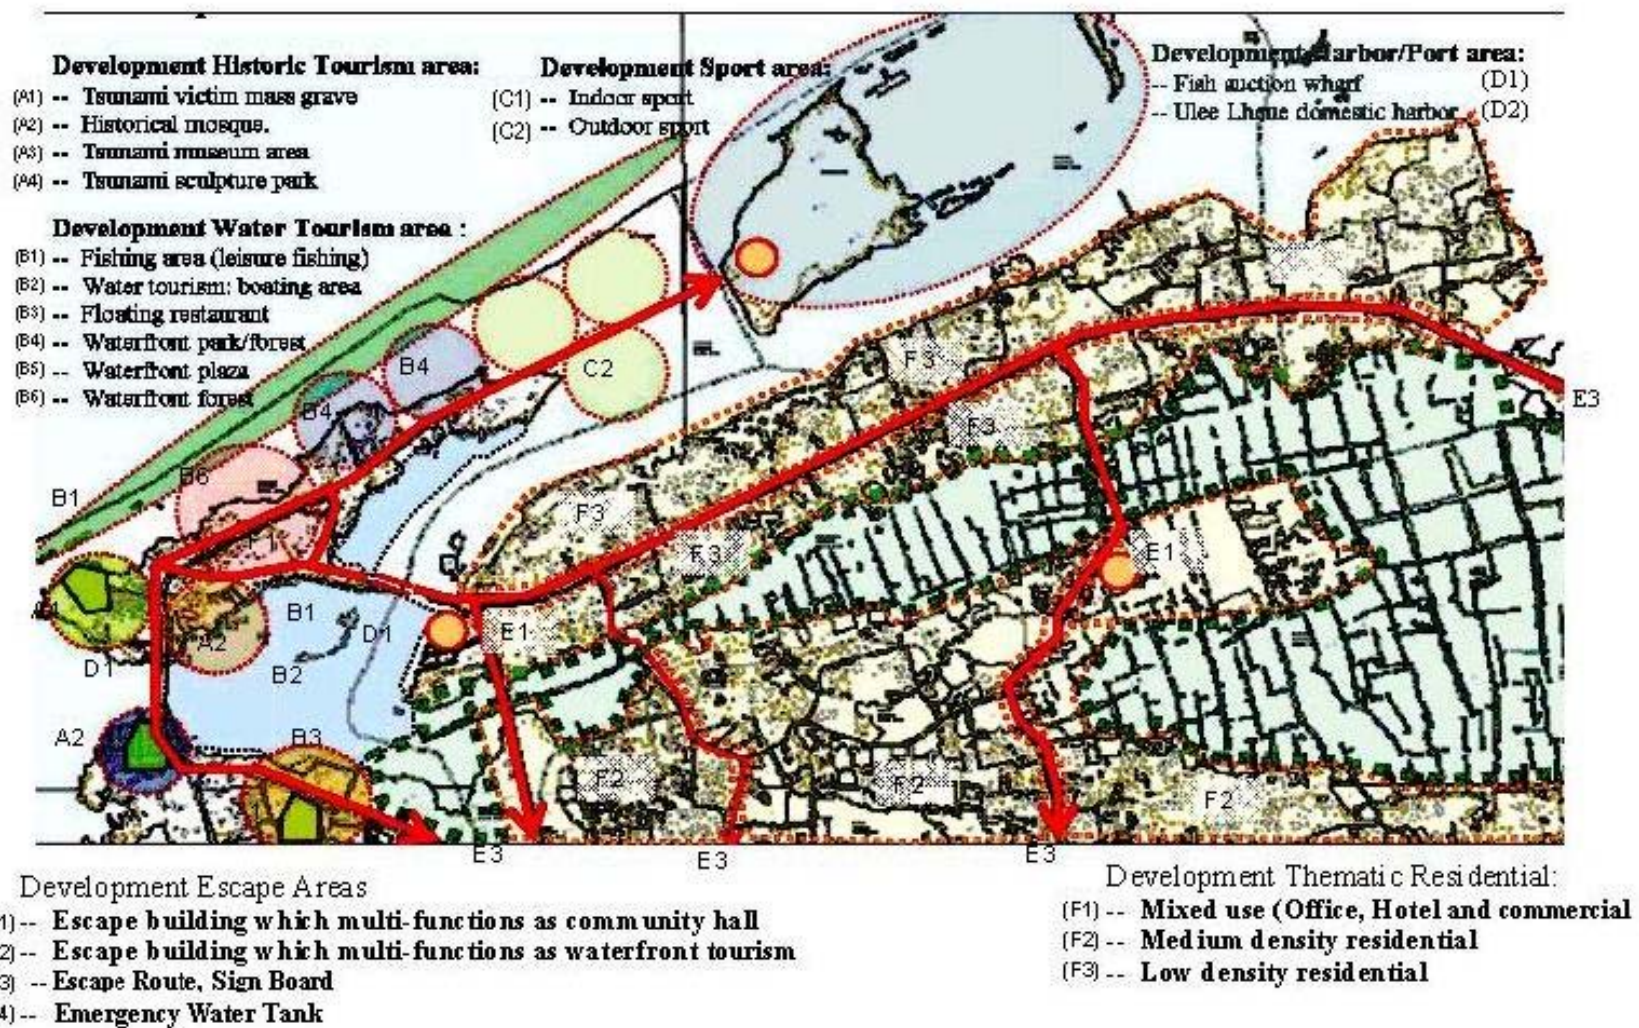 Development Historic Tourism area:
(A1) -- Tsunami victim mass grave
(A2) -- Historical mosque.
(A3) -- Tsunami museum area
(A4) -- Tsunami sculpture park
Development Water Tourism area :
(B1) -- Fishing area (leisure fishing)
(B2) -- Water tourism: boating area
(B3) -- Floating restaurant
(B4) -- Waterfront park/forest
(B5) -- Waterfront plaza
(B6) -- Waterfront forest
Development Sport area:
(C1) -- Indoor sport
(C2) -- Outdoor sport
Development Harbor/Port area:
-- Fish auction wharf (D1)
-- Ulee Lheue domestic harbor (D2)
B4
C2
B4
B6
B1
F3
F3
E3
F3
F3
E1
F1
B1
D1
E1
A2
D1
B2
A2
B3
F2
F2
F2
E3
E3
E3
Development Escape Areas
1) -- Escape building which multi-functions as community hall
2) -- Escape building which multi-functions as waterfront tourism
3) -- Escape Route, Sign Board
4) -- Emergency Water Tank
Development Thematic Residential:
(F1) -- Mixed use (Office, Hotel and commercial
(F2) -- Medium density residential
(F3) -- Low density residential